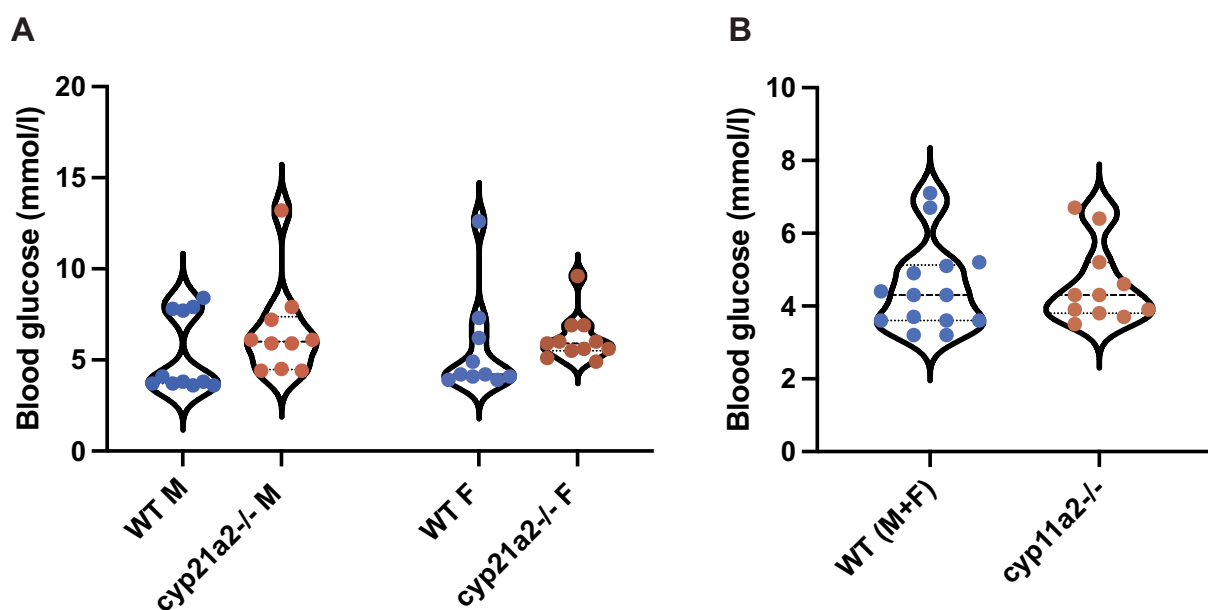 A
Blood glucose (mmol/l)
20
15
10
5
0
WT M
cyp21a2-/- M
WT F
cyp21a2-/- F
B
Blood glucose (mmol/l)
10
8
6
4
2
0
WT (M+F)
cyp11a2-/-